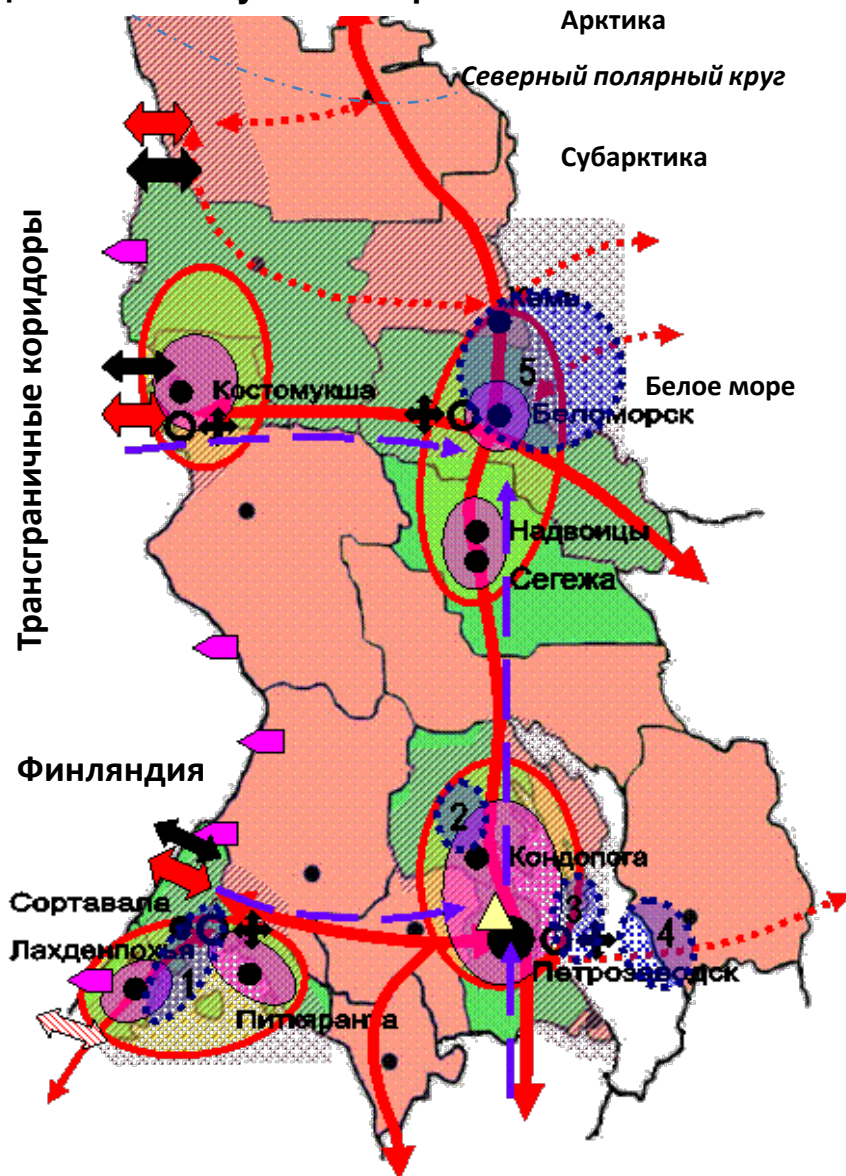 Арктика
Северный полярный круг
Субарктика
Трансграничные коридоры
Кемь
5
Костомукша
Белое море
Беломорск
Надвоицы
Сегежа
Финляндия
2
Кондопога
Сортавала
3
4
Лахденпохья
Петрозаводск
1
Питкяранта